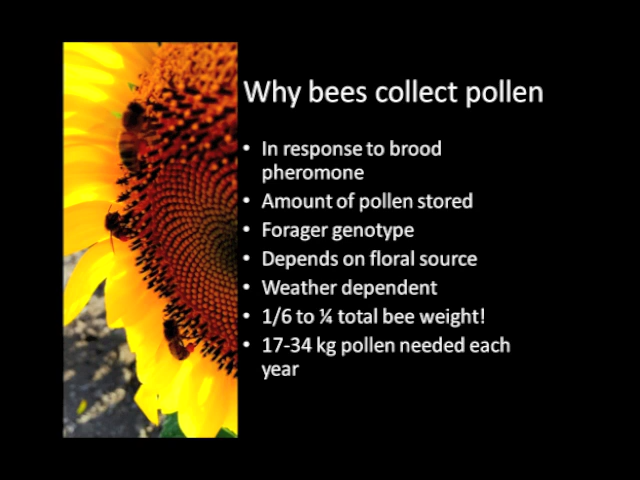 Why bees collect pollen
• In response to brood
pheromone
• Amount of pollen stored
• Forager genotype
• Depends on floral source
• Weather dependent
• 1/6 to ¼ total bee weight!
• 17-34 kg pollen needed each
year